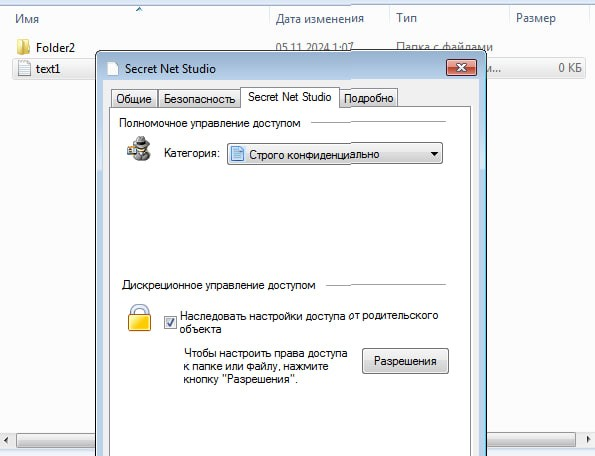 Имя Дата изменения Тип Размер
Folder2 05.11.2024 1:07 Папка с файлами
text1 0 КБ
Secret Net Studio
Общие Безопасность Secret Net Studio Подробно
Полномочное управление доступом
Категория: Строго конфиденциально
Дискреционное управление доступом
Наследовать настройки доступа от родительского
объекта
Чтобы настроить права доступа
к папке или файлу, нажмите
кнопку "Разрешения".
Разрешения